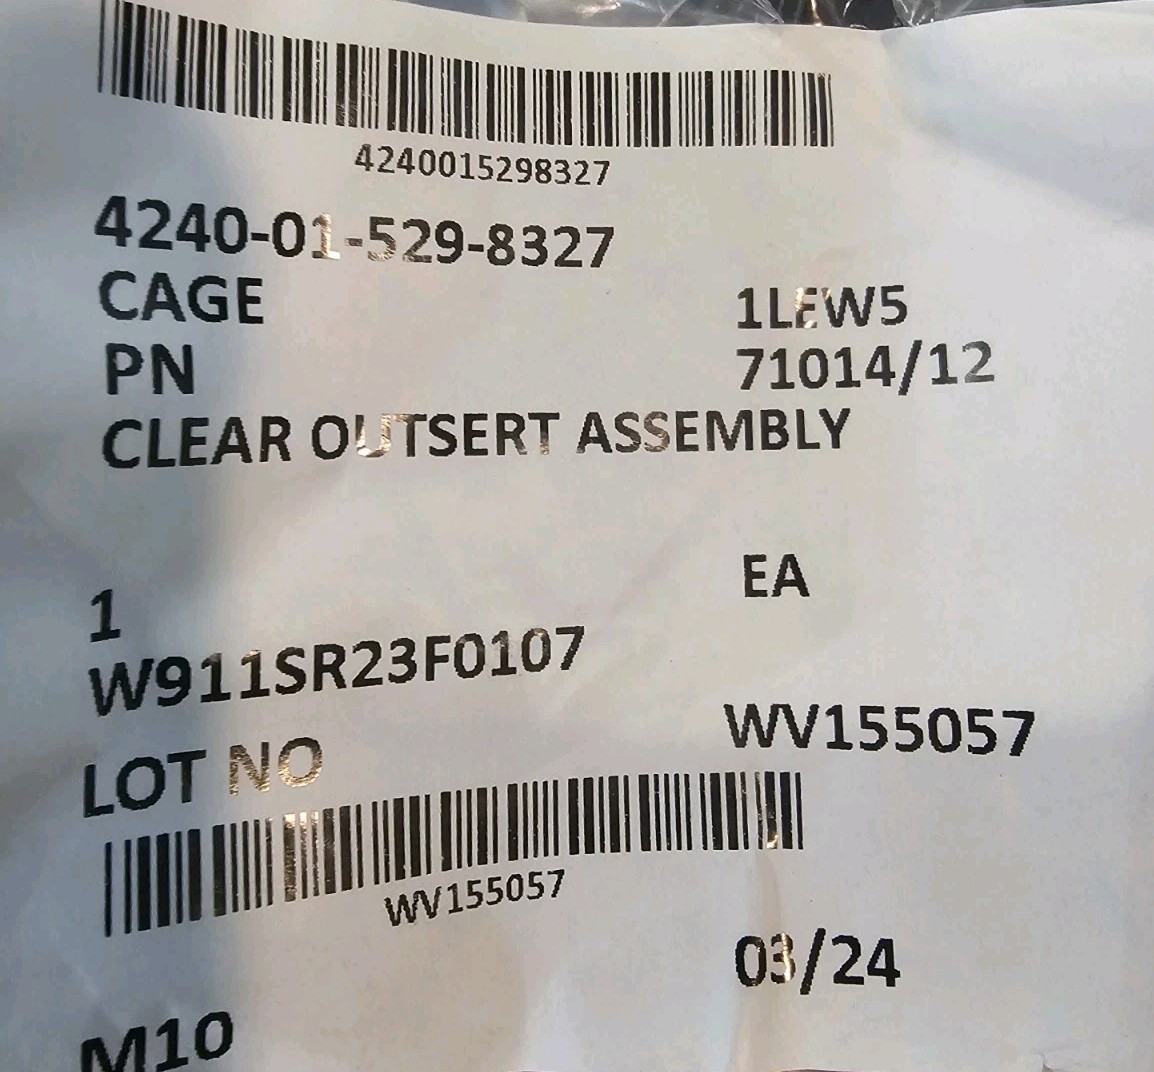 4240015298327
4240-01-529-8327
CAGE 1LEW5
PN 71014/12
CLEAR OUTSERT ASSEMBLY
1 EA
W911SR23F0107
LOT NO WV155057
WV155057
03/24
M10